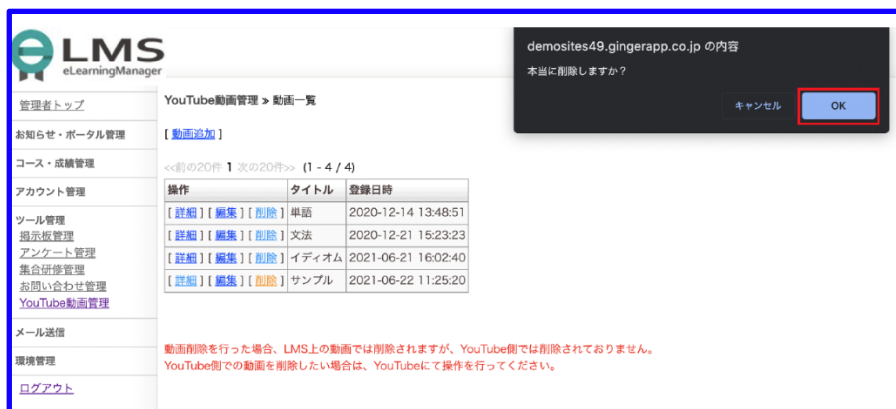 LMS
eLearningManager
demosites49.gingerapp.co.jp の内容
本当に削除しますか？
キャンセル OK
管理者トップ
お知らせ・ポータル管理
コース・成績管理
アカウント管理
ツール管理
掲示板管理
アンケート管理
集合研修管理
お問い合わせ管理
YouTube動画管理
メール送信
環境管理
ログアウト
YouTube動画管理 » 動画一覧
[ 動画追加 ]
<<前の20件 1 次の20件>> (1 - 4 / 4)
操作 タイトル 登録日時
[ 詳細 ] [ 編集 ] [ 削除 ] 単語 2020-12-14 13:48:51
[ 詳細 ] [ 編集 ] [ 削除 ] 文法 2020-12-21 15:23:23
[ 詳細 ] [ 編集 ] [ 削除 ] イディオム 2021-06-21 16:02:40
[ 詳細 ] [ 編集 ] [ 削除 ] サンプル 2021-06-22 11:25:20
動画削除を行った場合、LMS上の動画では削除されますが、YouTube側では削除されておりません。
YouTube側での動画を削除したい場合は、YouTubeにて操作を行ってください。